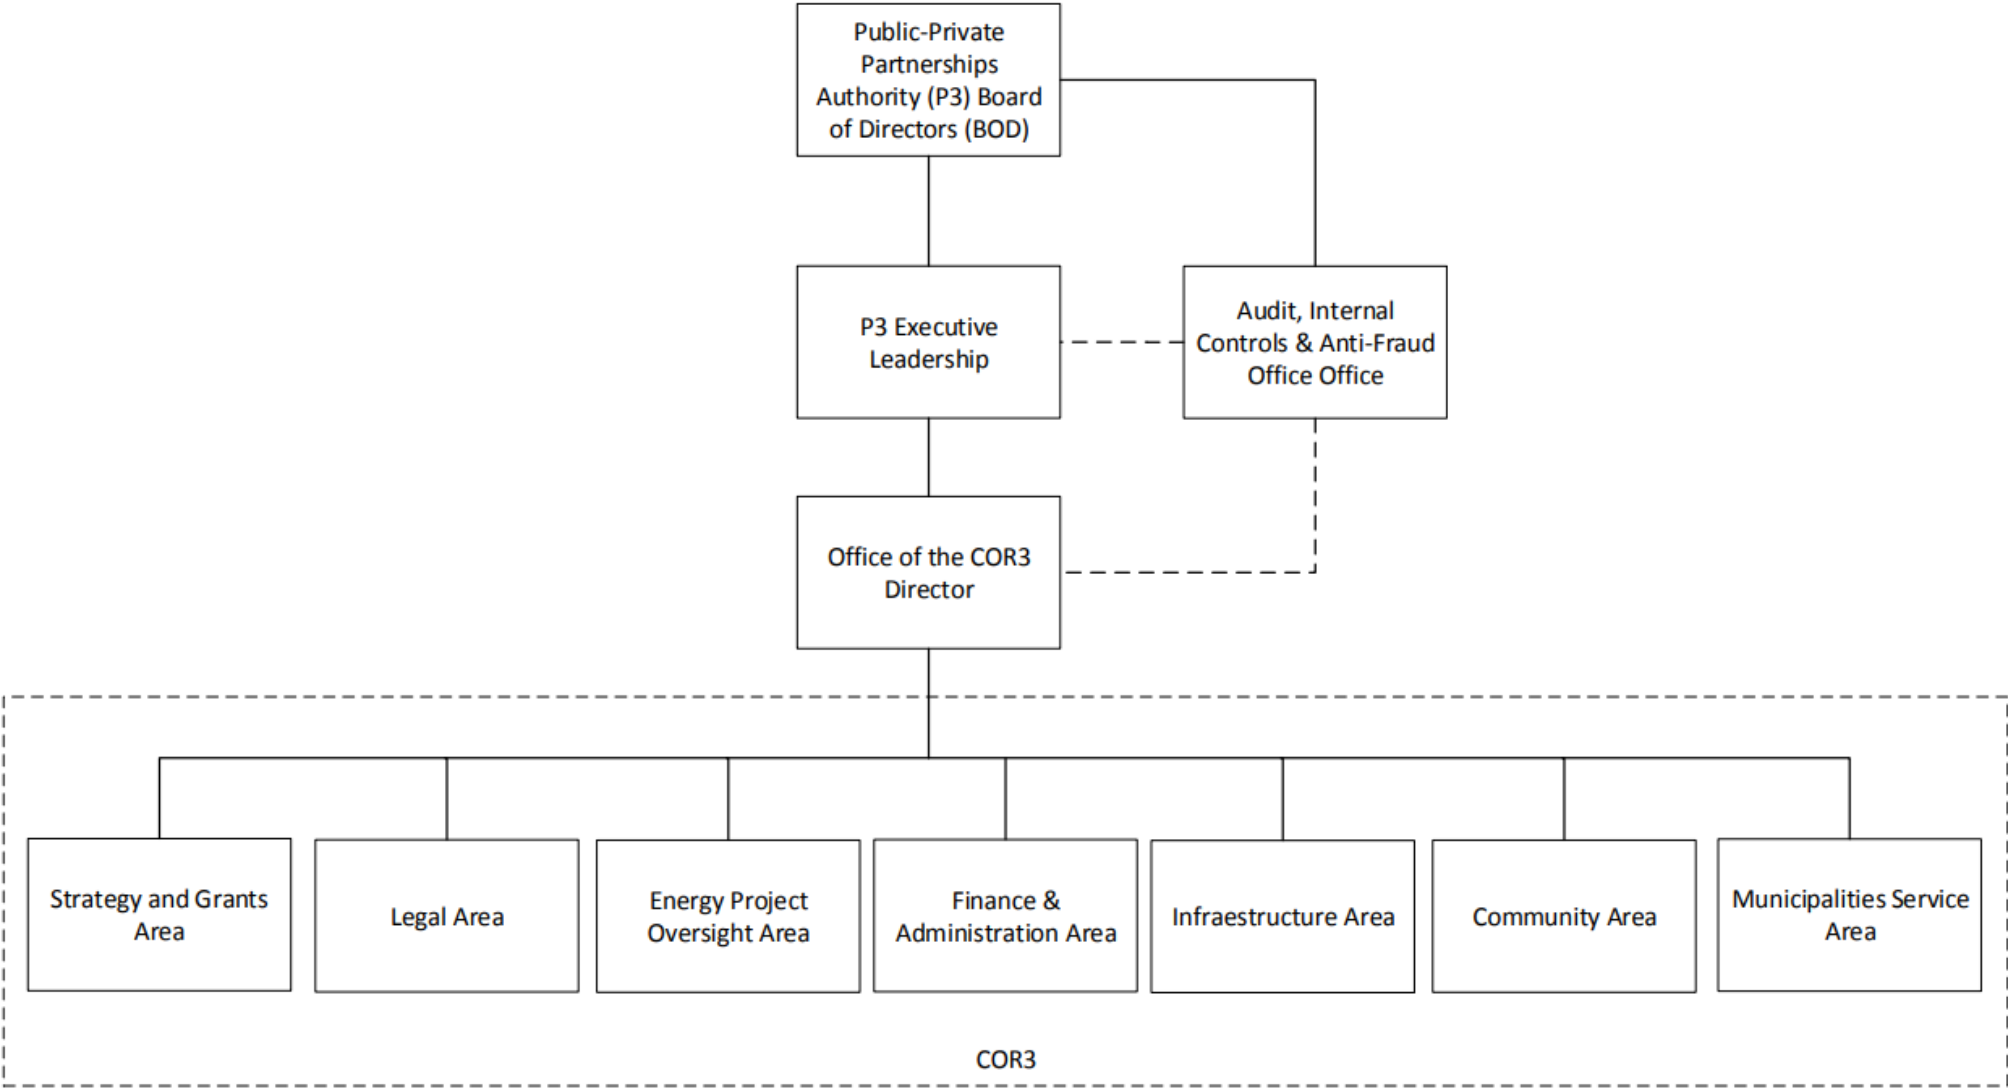 Public-Private
Partnerships
Authority (P3) Board
of Directors (BOD)
P3 Executive
Leadership
Audit, Internal
Controls & Anti-Fraud
Office Office
Office of the COR3
Director
Strategy and Grants
Area
Legal Area
Energy Project
Oversight Area
Finance &
Administration Area
Infraestructure Area
Community Area
Municipalities Service
Area
COR3